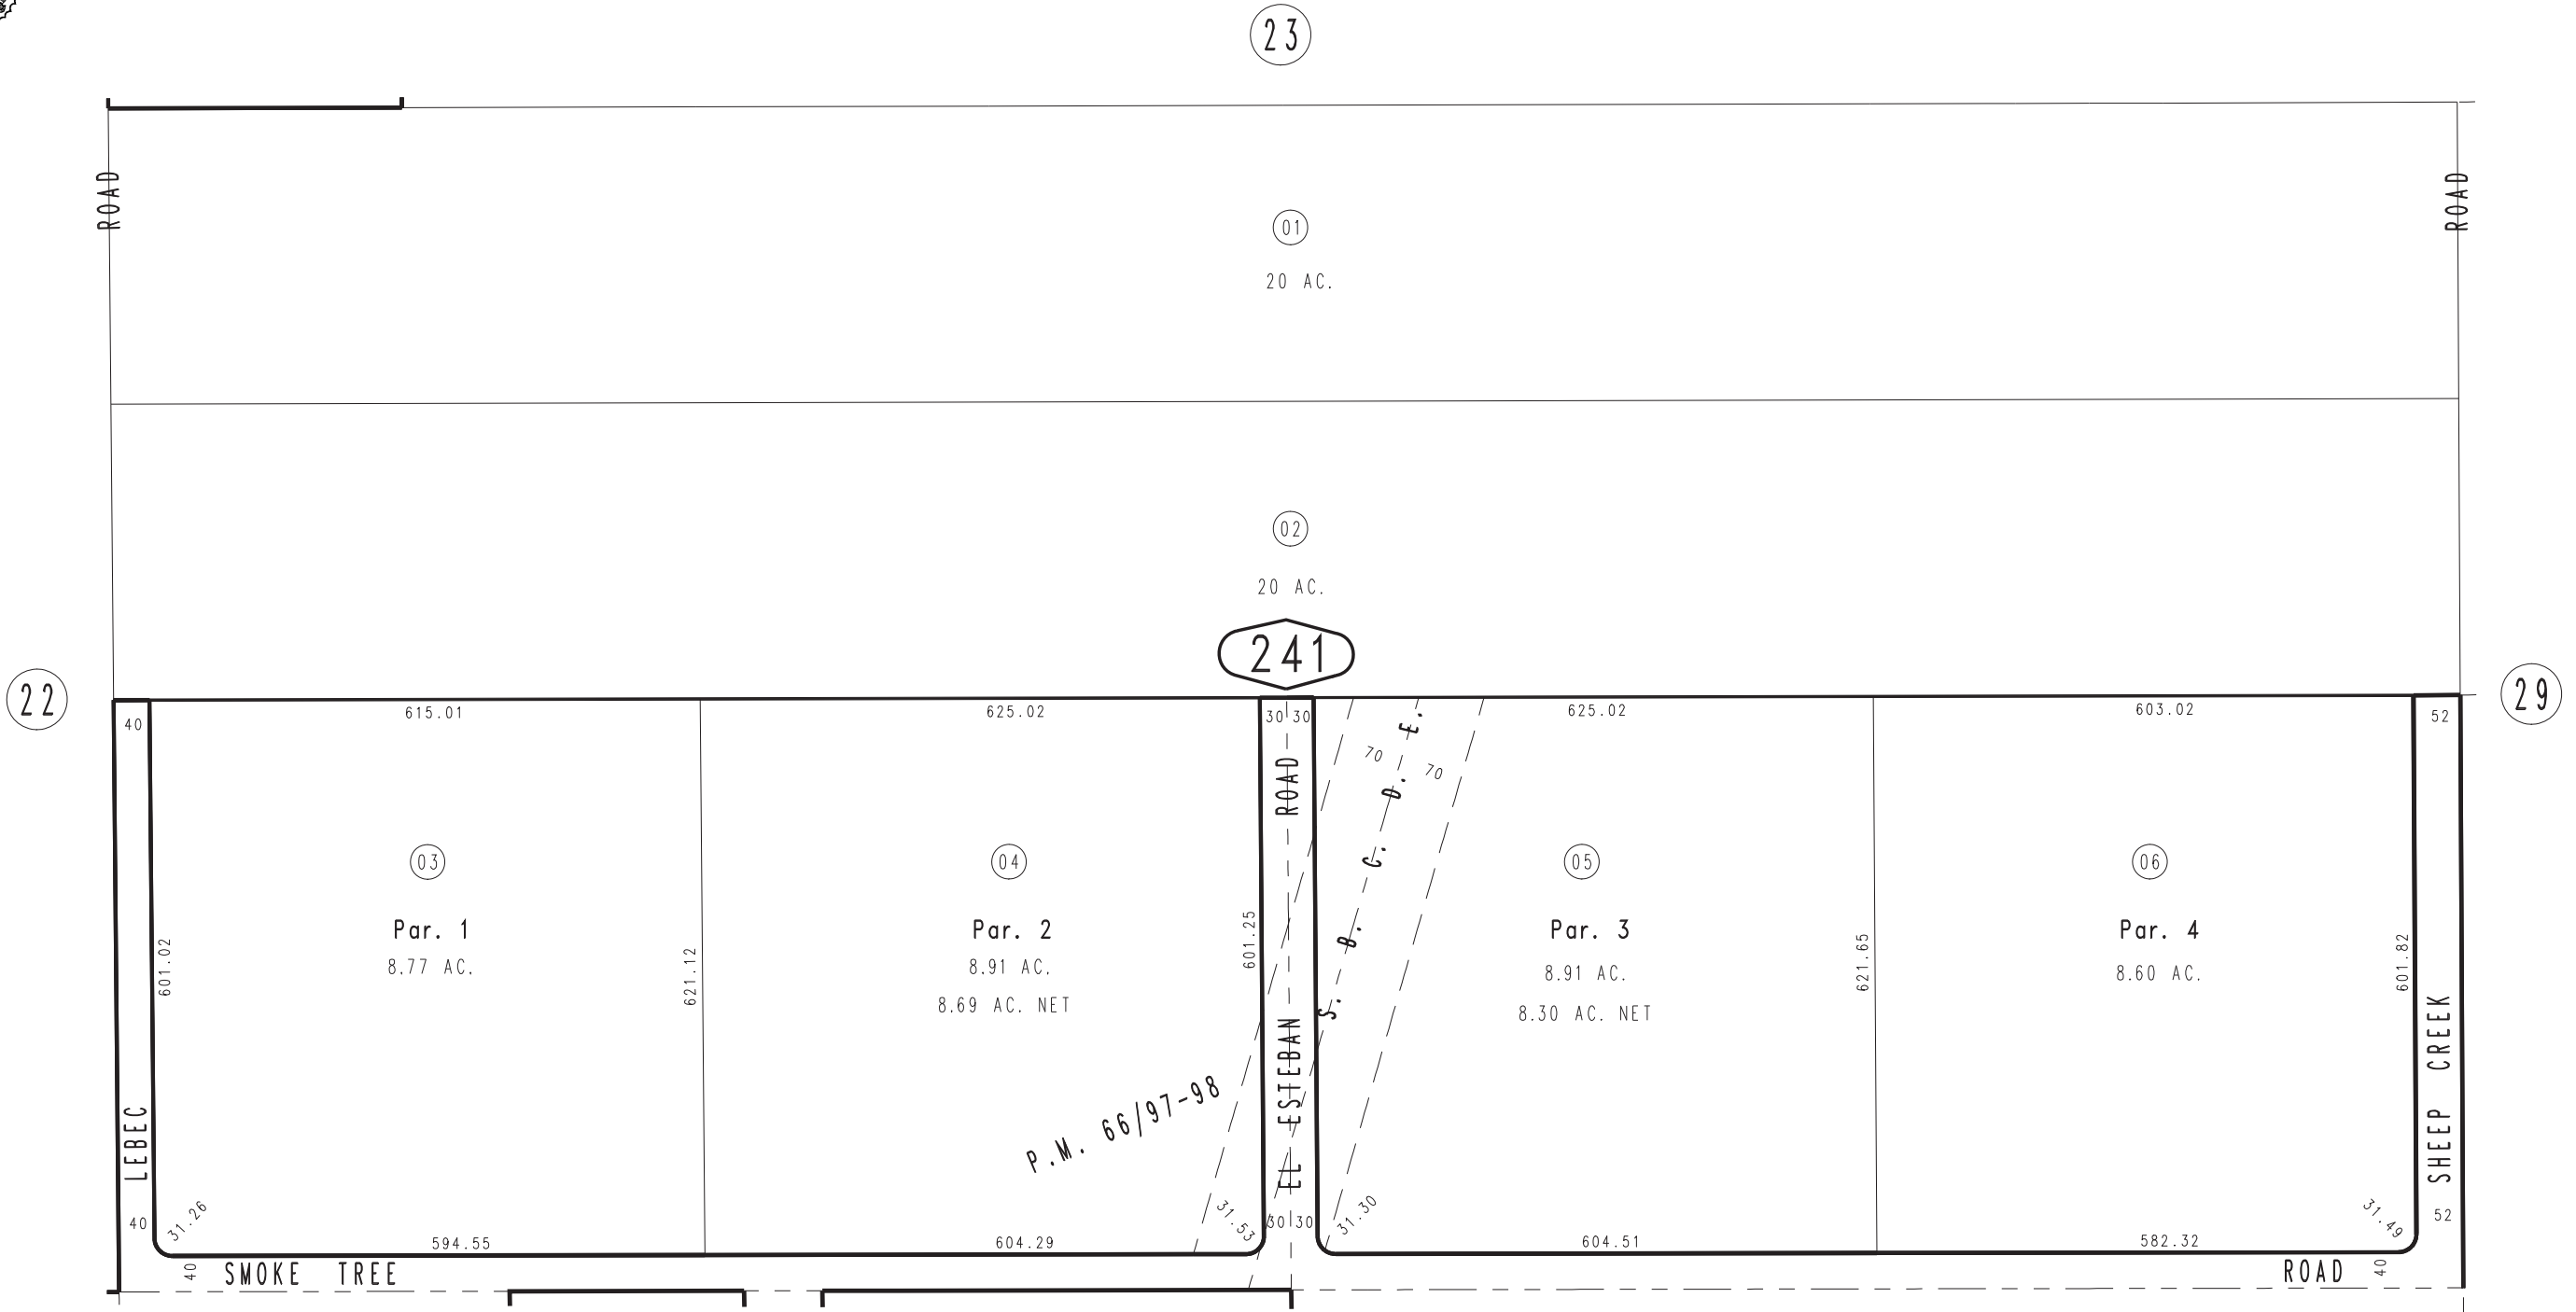 23
ROAD
ROAD
01
20 AC.
02
20 AC.
241
22
29
40
615.01
625.02
30 30
625.02
603.02
52
70
70
S. B. C. D. E.
ROAD
03
04
05
06
Par. 1
Par. 2
Par. 3
Par. 4
8.77 AC.
8.91 AC.
8.91 AC.
8.60 AC.
8.69 AC. NET
8.30 AC. NET
601.02
621.12
601.25
621.65
601.82
EL ESTEBAN
SHEEP CREEK
P.M. 66/97-98
LEBEC
40
31.26
31.53
30 30
31.30
31.49
52
594.55
604.29
604.51
582.32
40
SMOKE TREE
ROAD
40